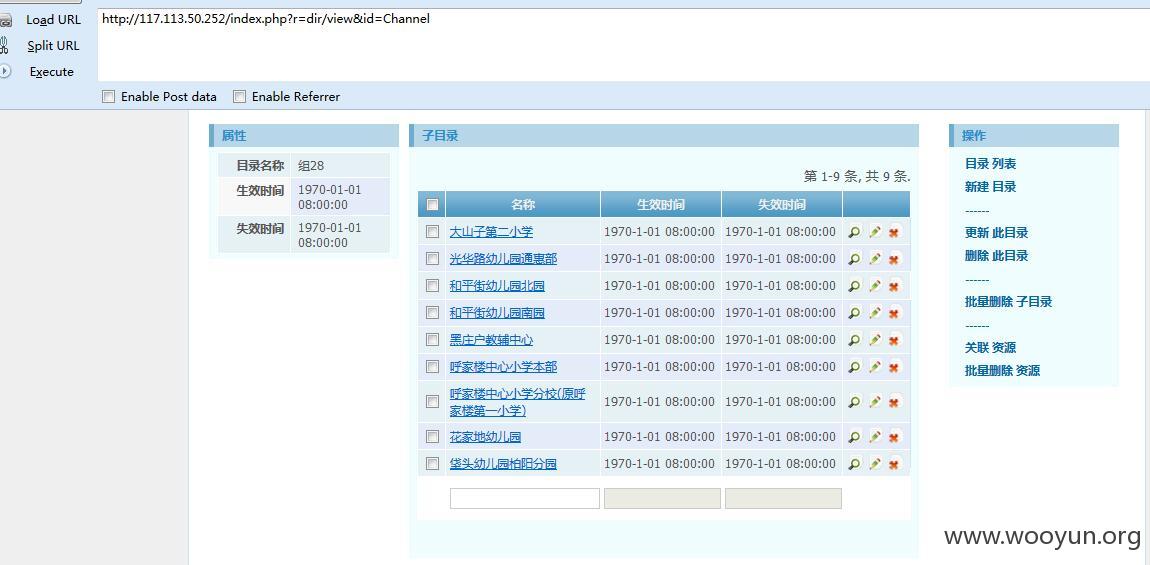 Load URL
http://117.113.50.252/index.php?r=dir/view&id=Channel
Split URL
Execute
Enable Post data
Enable Referrer
属性
目录名称 组28
生效时间 1970-01-01
08:00:00
失效时间 1970-01-01
08:00:00
子目录
第 1-9 条, 共 9 条.
名称 生效时间 失效时间
大山子第二小学 1970-1-01 08:00:00 1970-1-01 08:00:00
光华路幼儿园通惠部 1970-1-01 08:00:00 1970-1-01 08:00:00
和平街幼儿园北园 1970-1-01 08:00:00 1970-1-01 08:00:00
和平街幼儿园南园 1970-1-01 08:00:00 1970-1-01 08:00:00
黑庄户教辅中心 1970-1-01 08:00:00 1970-1-01 08:00:00
呼家楼中心小学本部 1970-1-01 08:00:00 1970-1-01 08:00:00
呼家楼中心小学分校(原呼
家楼第一小学) 1970-1-01 08:00:00 1970-1-01 08:00:00
花家地幼儿园 1970-1-01 08:00:00 1970-1-01 08:00:00
垡头幼儿园柏阳分园 1970-1-01 08:00:00 1970-1-01 08:00:00
操作
目录 列表
新建 目录
------
更新 此目录
删除 此目录
------
批量删除 子目录
------
关联 资源
批量删除 资源
www.wooyun.org